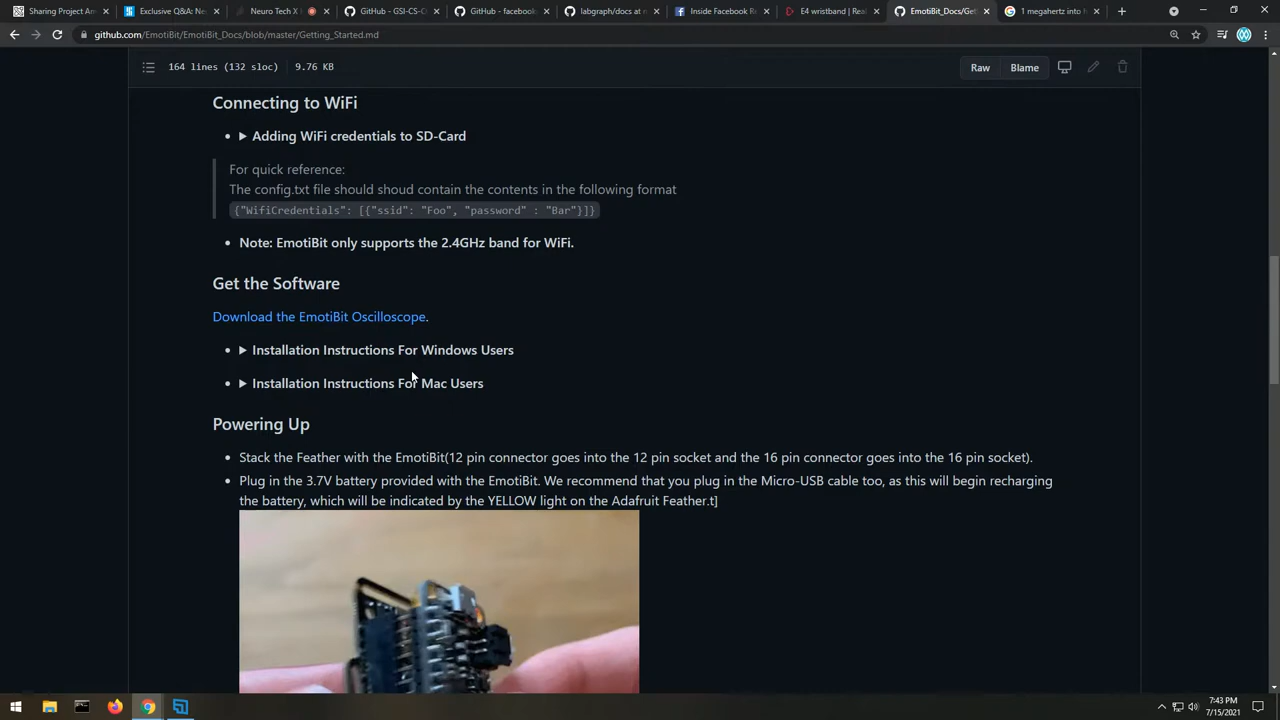 Sharing Project Am
Exclusive Q&A: Ne
Neuro Tech X
GitHub - GSI-CS-C
GitHub - facebook
labgraph/docs at
Inside Facebook Re
E4 wristband | Real
EmotiBit_Docs/Get
1 megahertz into
github.com/EmotiBit/EmotiBit_Docs/blob/master/Getting_Started.md
164 lines (132 sloc) 9.76 KB
Raw Blame
Connecting to WiFi
Adding WiFi credentials to SD-Card
For quick reference:
The config.txt file should shoud contain the contents in the following format
{"WifiCredentials": [{"ssid": "Foo", "password" : "Bar"}]}
Note: EmotiBit only supports the 2.4GHz band for WiFi.
Get the Software
Download the EmotiBit Oscilloscope.
Installation Instructions For Windows Users
Installation Instructions For Mac Users
Powering Up
Stack the Feather with the EmotiBit(12 pin connector goes into the 12 pin socket and the 16 pin connector goes into the 16 pin socket).
Plug in the 3.7V battery provided with the EmotiBit. We recommend that you plug in the Micro-USB cable too, as this will begin recharging
the battery, which will be indicated by the YELLOW light on the Adafruit Feather.t]
7:43 PM
7/15/2021